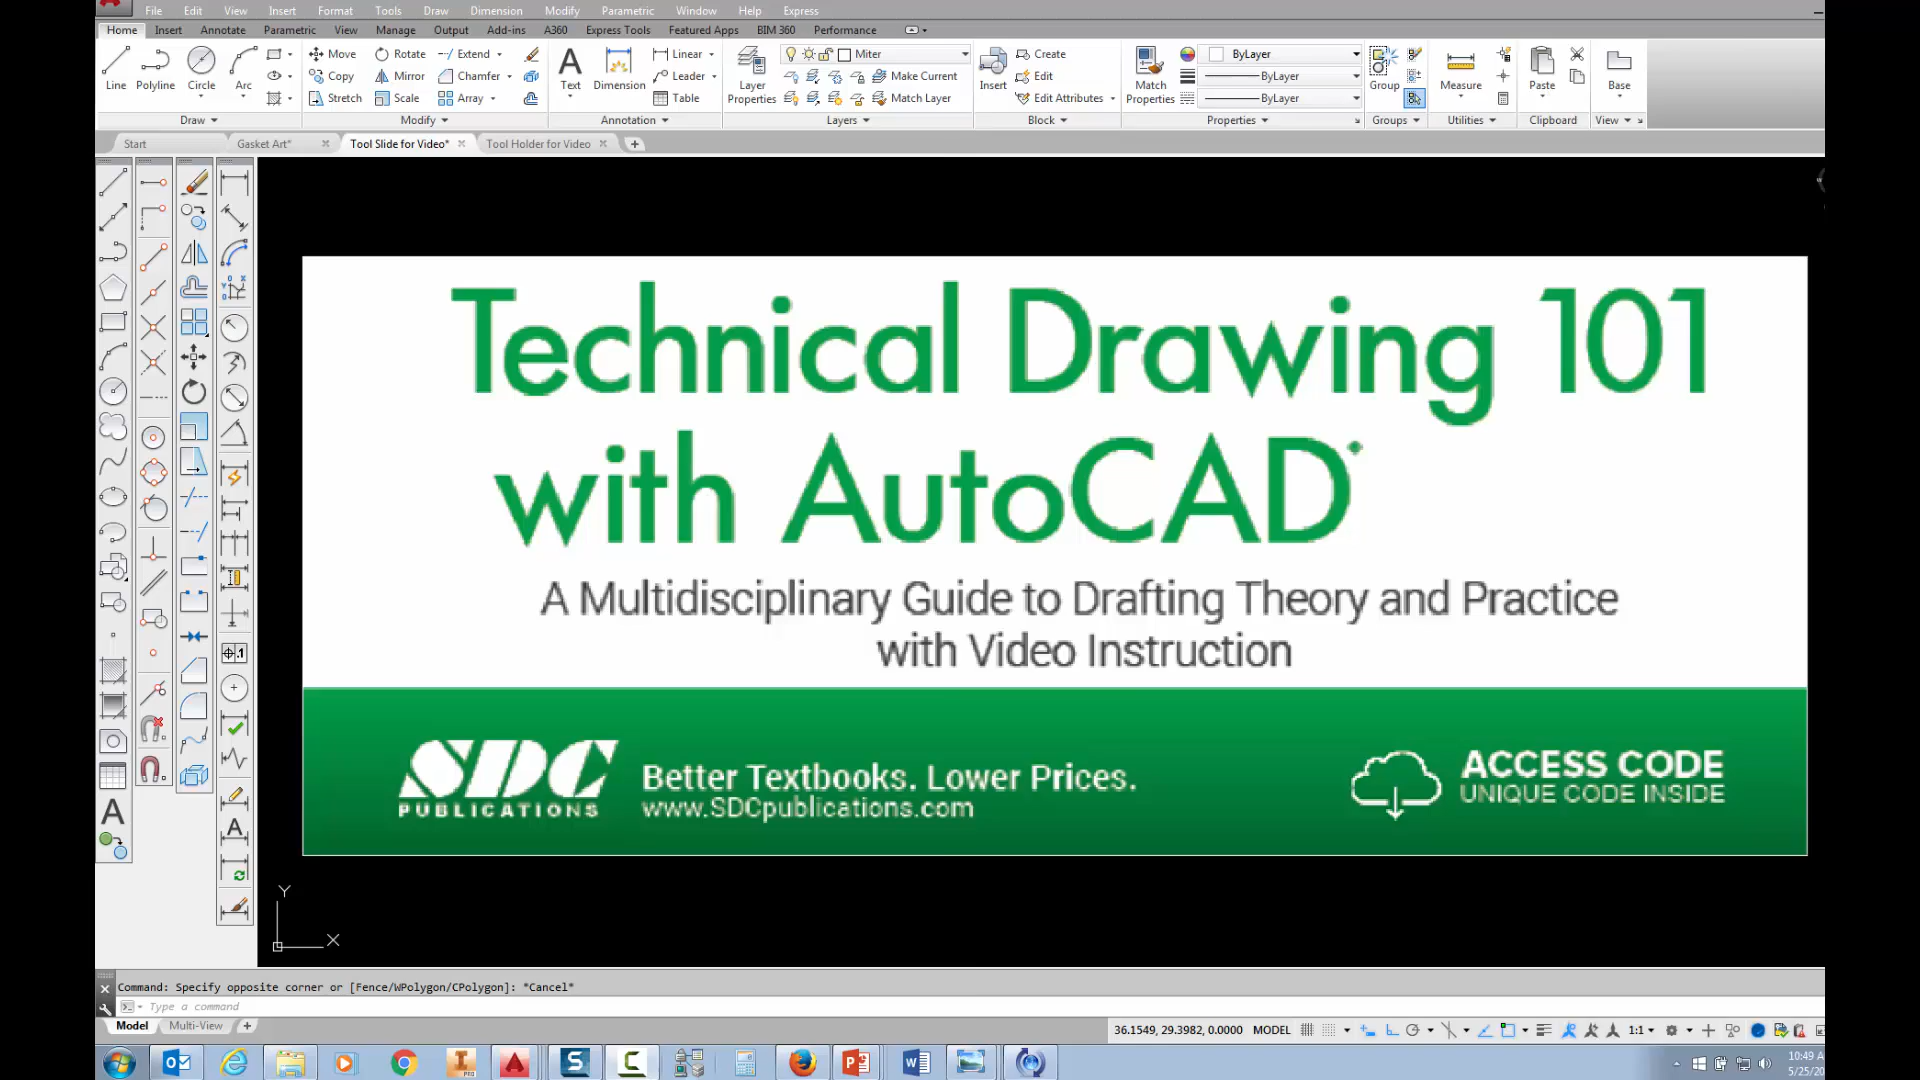 File Edit View Insert Format Tools Draw Dimension Modify Parametric Window Help Express
Home Insert Annotate Parametric View Manage Output Add-ins A360 Express Tools Featured Apps BIM 360 Performance
Line Polyline Circle Arc
Move Rotate Extend
Copy Mirror Chamfer
Stretch Scale Array
Text Dimension
Linear
Leader
Table
Layer Properties
Miter
Make Current
Match Layer
Insert
Create
Edit
Edit Attributes
Match Properties
ByLayer
ByLayer
ByLayer
Group Measure Paste Base
Draw Modify Annotation Layers Block Properties Groups Utilities Clipboard View
Start Gasket Art* Tool Slide for Video* Tool Holder for Video
Technical Drawing 101
with AutoCAD
A Multidisciplinary Guide to Drafting Theory and Practice
with Video Instruction
SDC
PUBLICATIONS
Better Textbooks. Lower Prices.
www.SDCpublications.com
ACCESS CODE
UNIQUE CODE INSIDE
Y
X
Command: Specify opposite corner or [Fence/WPolygon/CPolygon]: *Cancel*
Type a command
Model Multi-View +
36.1549, 29.3982, 0.0000 MODEL 1:1
10:49 A
5/25/20